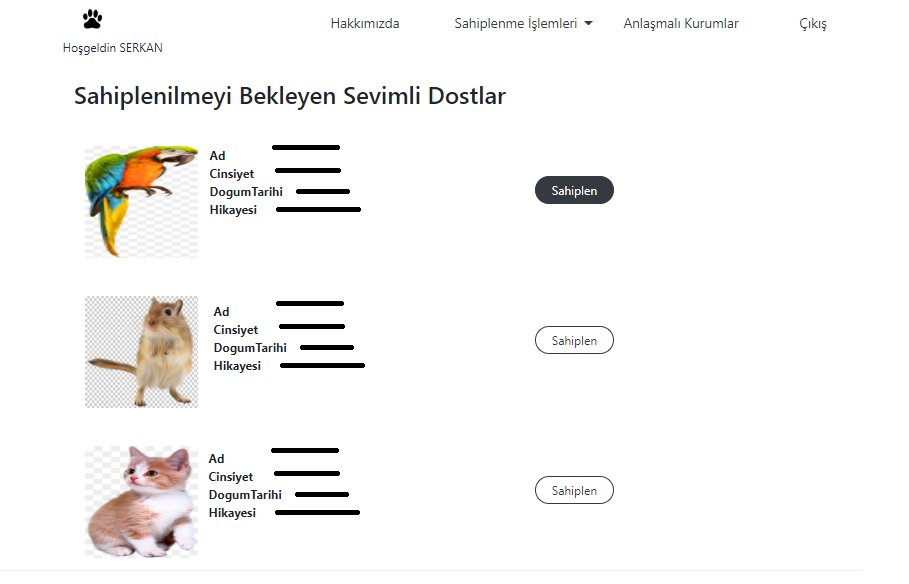 Hakkımızda Sahiplenme İşlemleri Anlaşmalı Kurumlar Çıkış
Hoşgeldin SERKAN
Sahiplenilmeyi Bekleyen Sevimli Dostlar
Ad
Cinsiyet
DogumTarihi
Hikayesi
Sahiplen
Ad
Cinsiyet
DogumTarihi
Hikayesi
Sahiplen
Ad
Cinsiyet
DogumTarihi
Hikayesi
Sahiplen